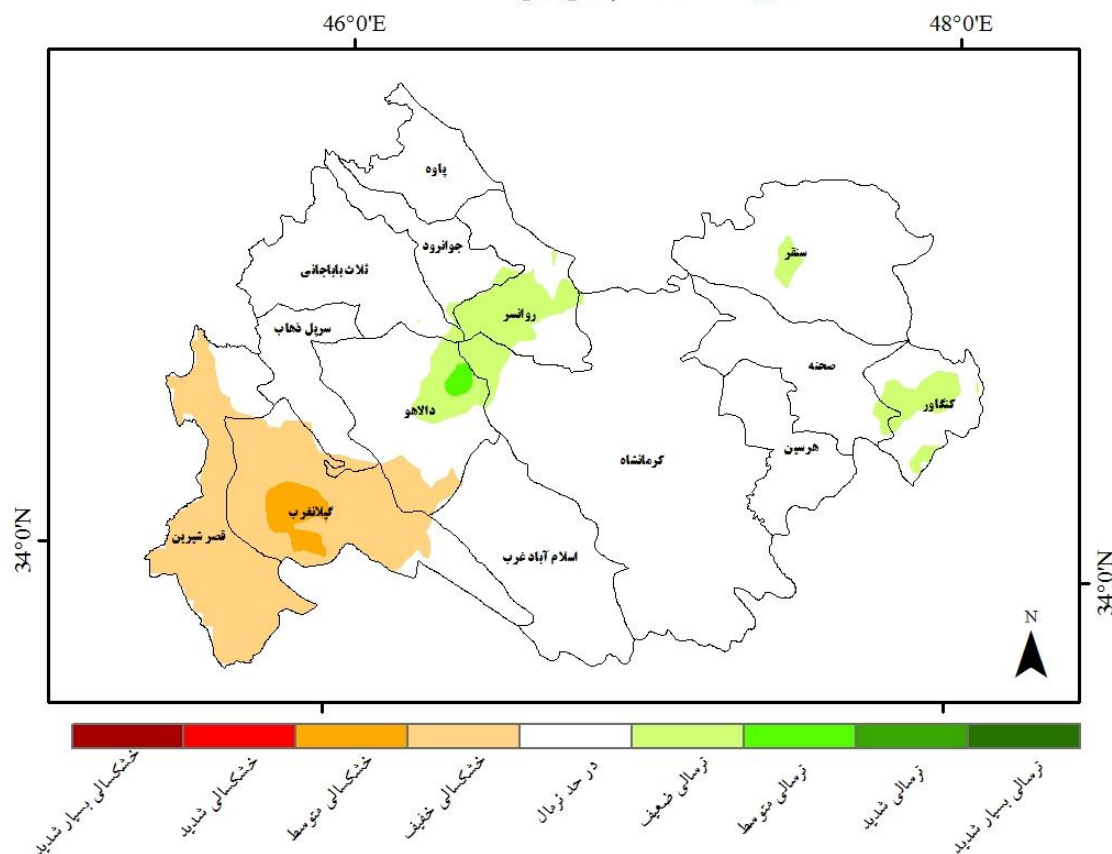 46°0'E
48°0'E
پاوه
جوانرود
سنقر
ثلاث باباجانی
روانسر
سرپل ذهاب
صحنه
دالاهو
کنگاور
هرسین
کرمانشاه
گیلانغرب
قصر شیرین
اسلام آباد غرب
34°0'N
34°0'N
N
خشکسالی بسیار شدید
خشکسالی شدید
خشکسالی متوسط
خشکسالی خفیف
در حد نرمال
ترسالی ضعیف
ترسالی متوسط
ترسالی شدید
ترسالی بسیار شدید